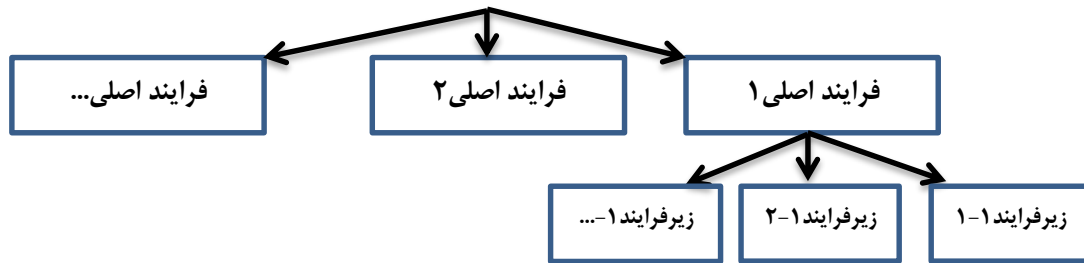 فرایند اصلی۱
فرایند اصلی۲
فرایند اصلی...
زیرفرایند۱-۱
زیرفرایند۱-۲
زیرفرایند۱-...